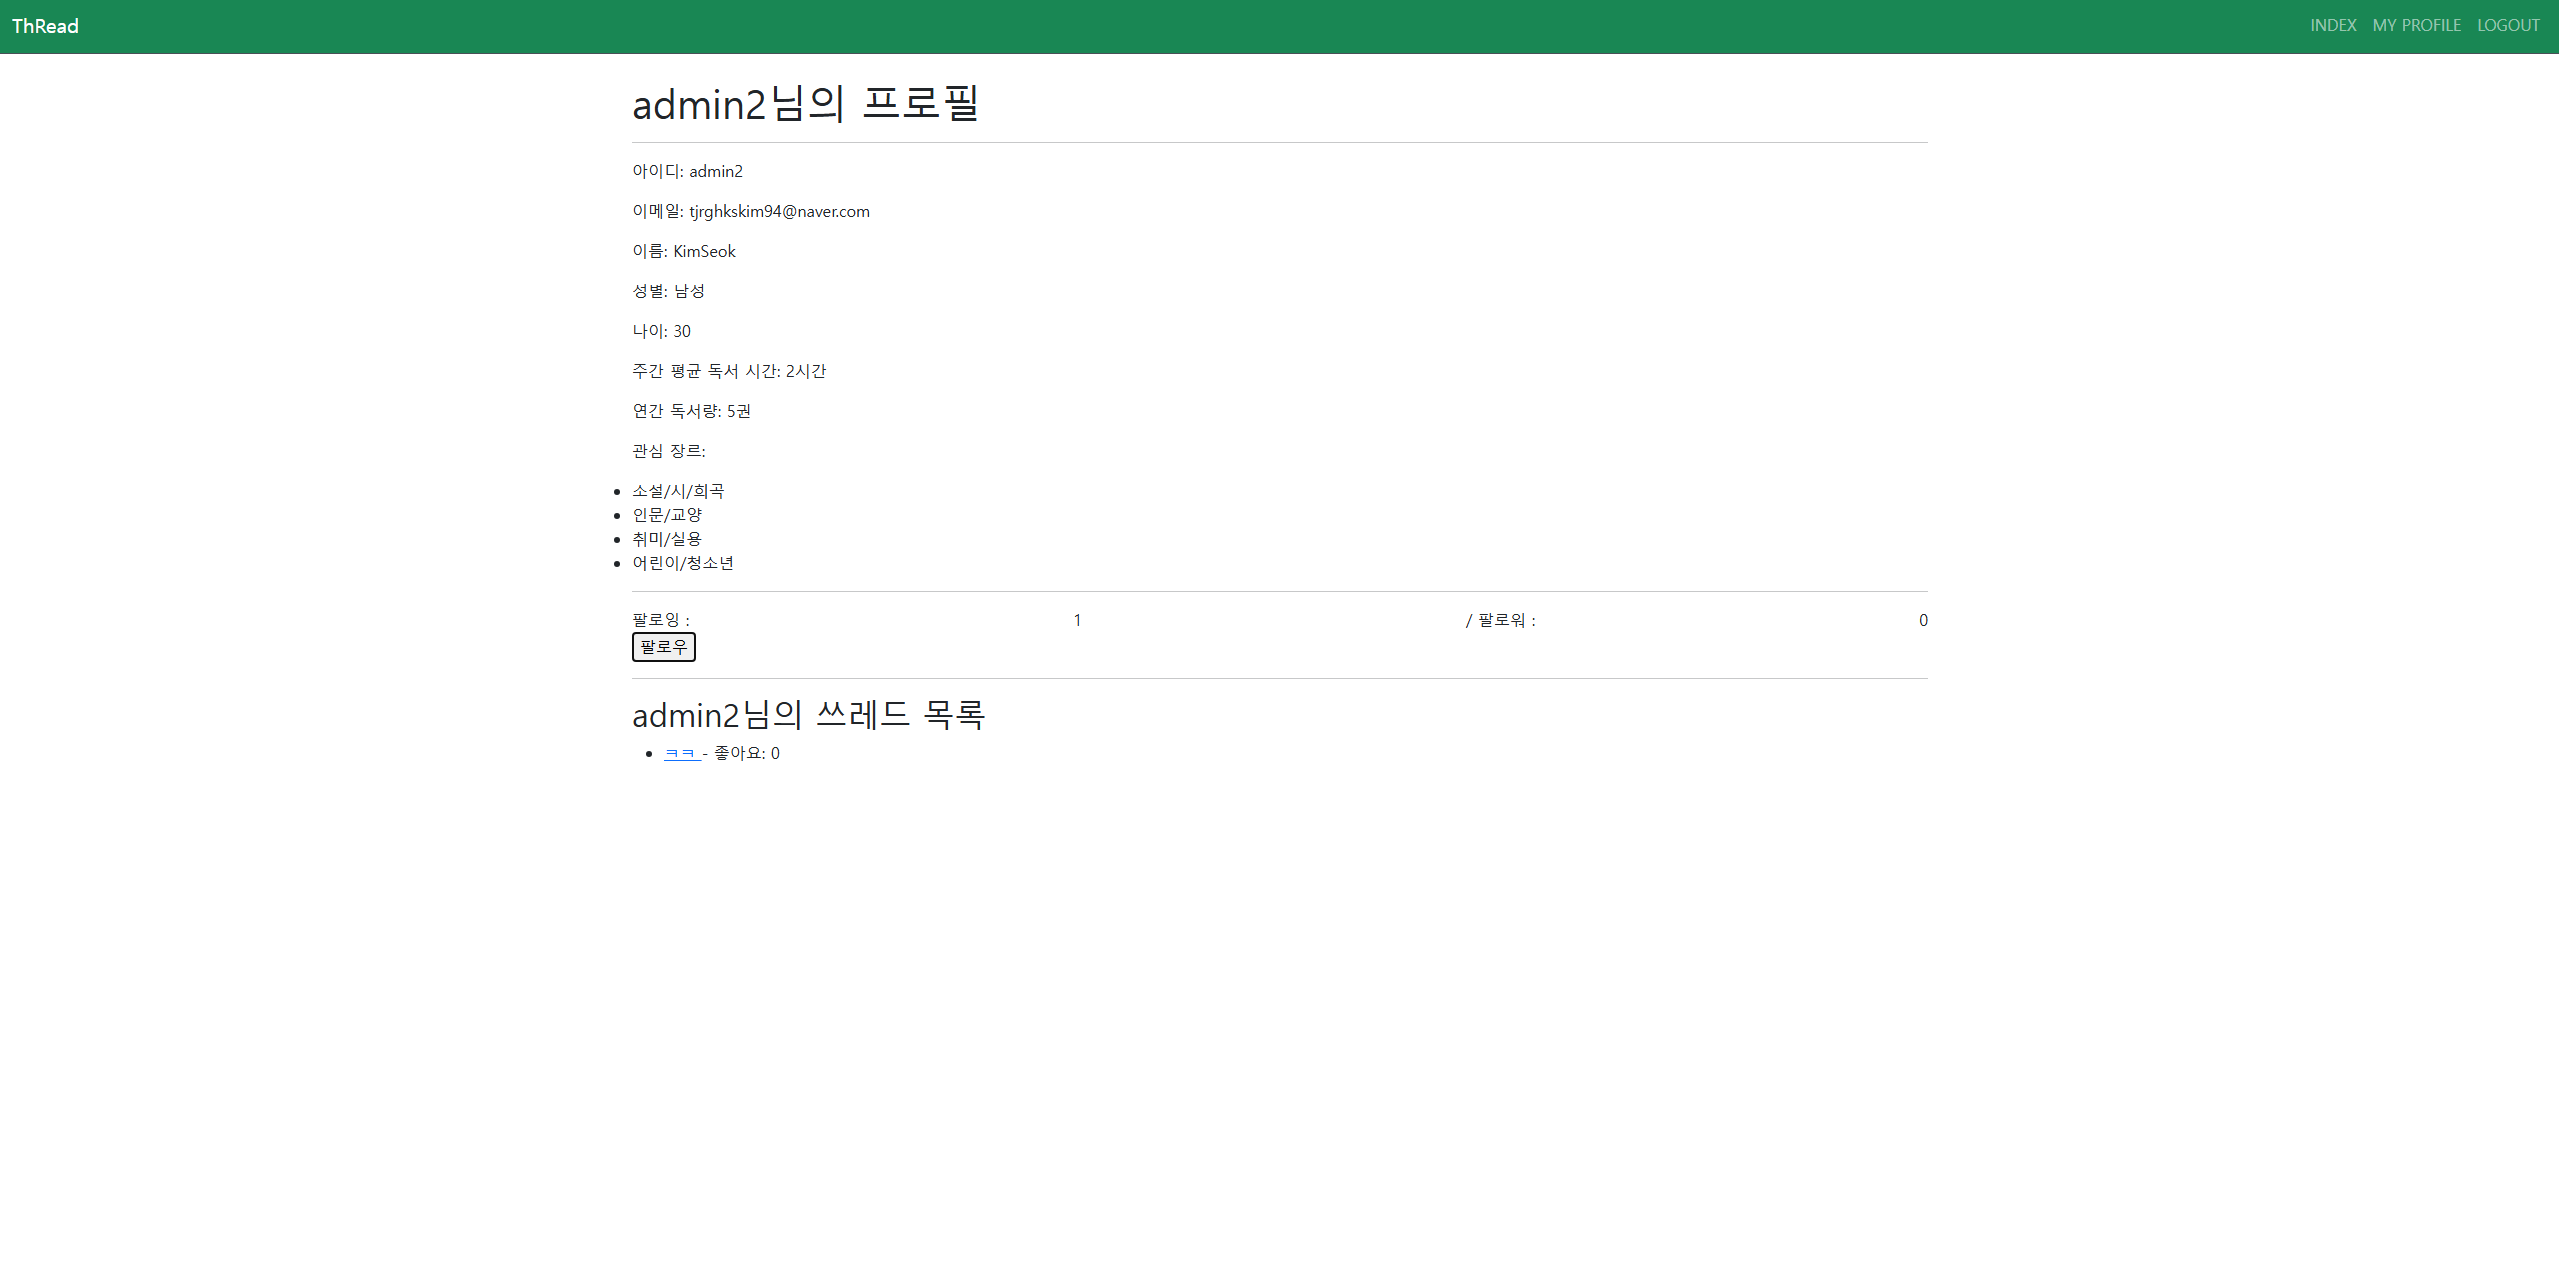 ThRead INDEX MY PROFILE LOGOUT
admin2님의 프로필
아이디: admin2
이메일: tjrghkskim94@naver.com
이름: KimSeok
성별: 남성
나이: 30
주간 평균 독서 시간: 2시간
연간 독서량: 5권
관심 장르:
소설/시/희곡
인문/교양
취미/실용
어린이/청소년
팔로잉 : 1 / 팔로워 : 0
팔로우
admin2님의 쓰레드 목록
ㅋㅋ - 좋아요: 0